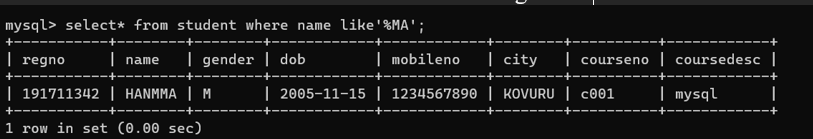 mysql> select* from student where name like'%MA';
+-----------+--------+--------+------------+------------+--------+----------+------------+
| regno     | name   | gender | dob        | mobileno   | city   | courseno | coursedesc |
+-----------+--------+--------+------------+------------+--------+----------+------------+
| 191711342 | HANMMA | M      | 2005-11-15 | 1234567890 | KOVURU | c001     | mysql      |
+-----------+--------+--------+------------+------------+--------+----------+------------+
1 row in set (0.00 sec)